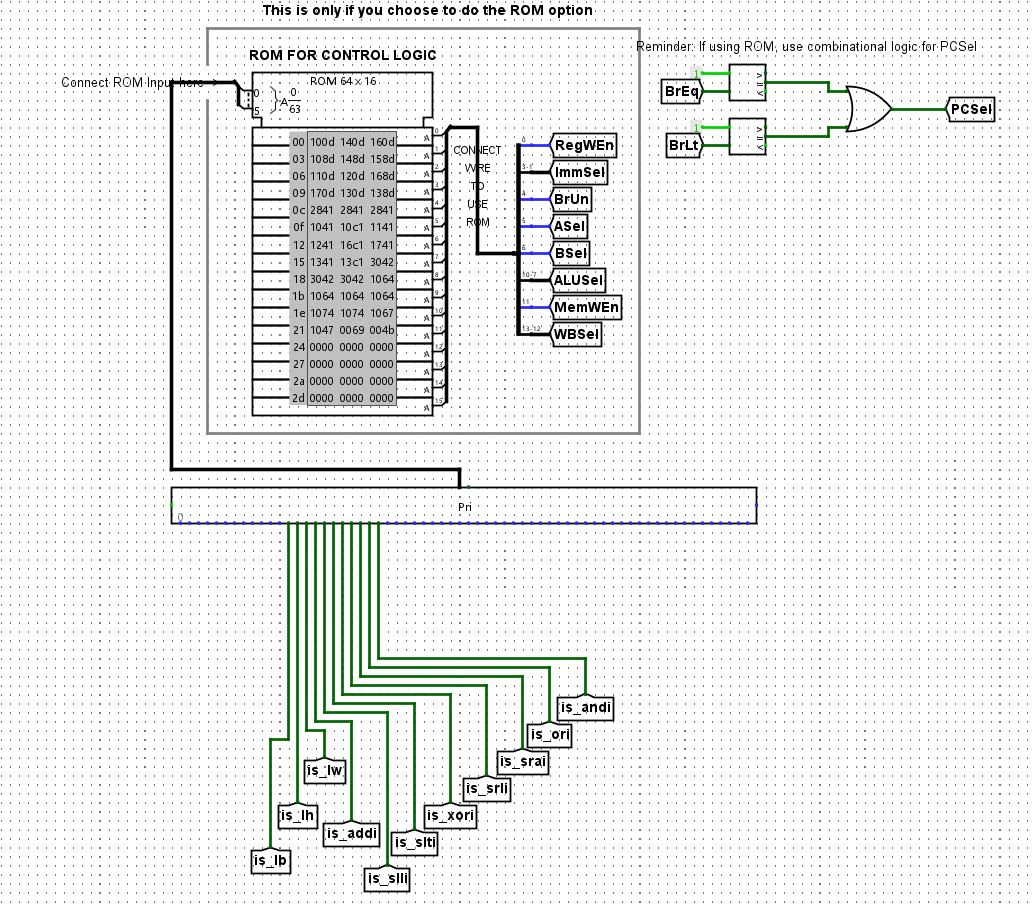 This is only if you choose to do the ROM option
Reminder: If using ROM, use combinational logic for PCSel
ROM FOR CONTROL LOGIC
Connect ROM Input here
ROM 64 x 16
0
5
A
0
63
00 100d 140d 160d
03 108d 148d 158d
06 110d 120d 168d
09 170d 130d 138d
0c 2841 2841 2841
0f 1041 10c1 1141
12 1241 16c1 1741
15 1341 13c1 3042
18 3042 3042 1064
1b 1064 1064 1064
1e 1074 1074 1067
21 1047 0069 004b
24 0000 0000 0000
27 0000 0000 0000
2a 0000 0000 0000
2d 0000 0000 0000
A 0
A 1
A 2
A 3
A 4
A 5
A 6
A 7
A 8
A 9
A 10
A 11
A 12
A 13
A 14
A 15
A
CONNECT
WIRE
TO
USE
ROM
0 RegWEn
3-1 ImmSel
4 BrUn
5 ASel
6 BSel
10-7 ALUSel
11 MemWEn
13-12 WBSel
1
BrEq
>
=
<
1
BrLt
>
=
<
PCSel
Pri
0
is_andi
is_ori
is_srai
is_lw
is_srli
is_lh
is_xori
is_addi
is_slti
is_lb
is_slli